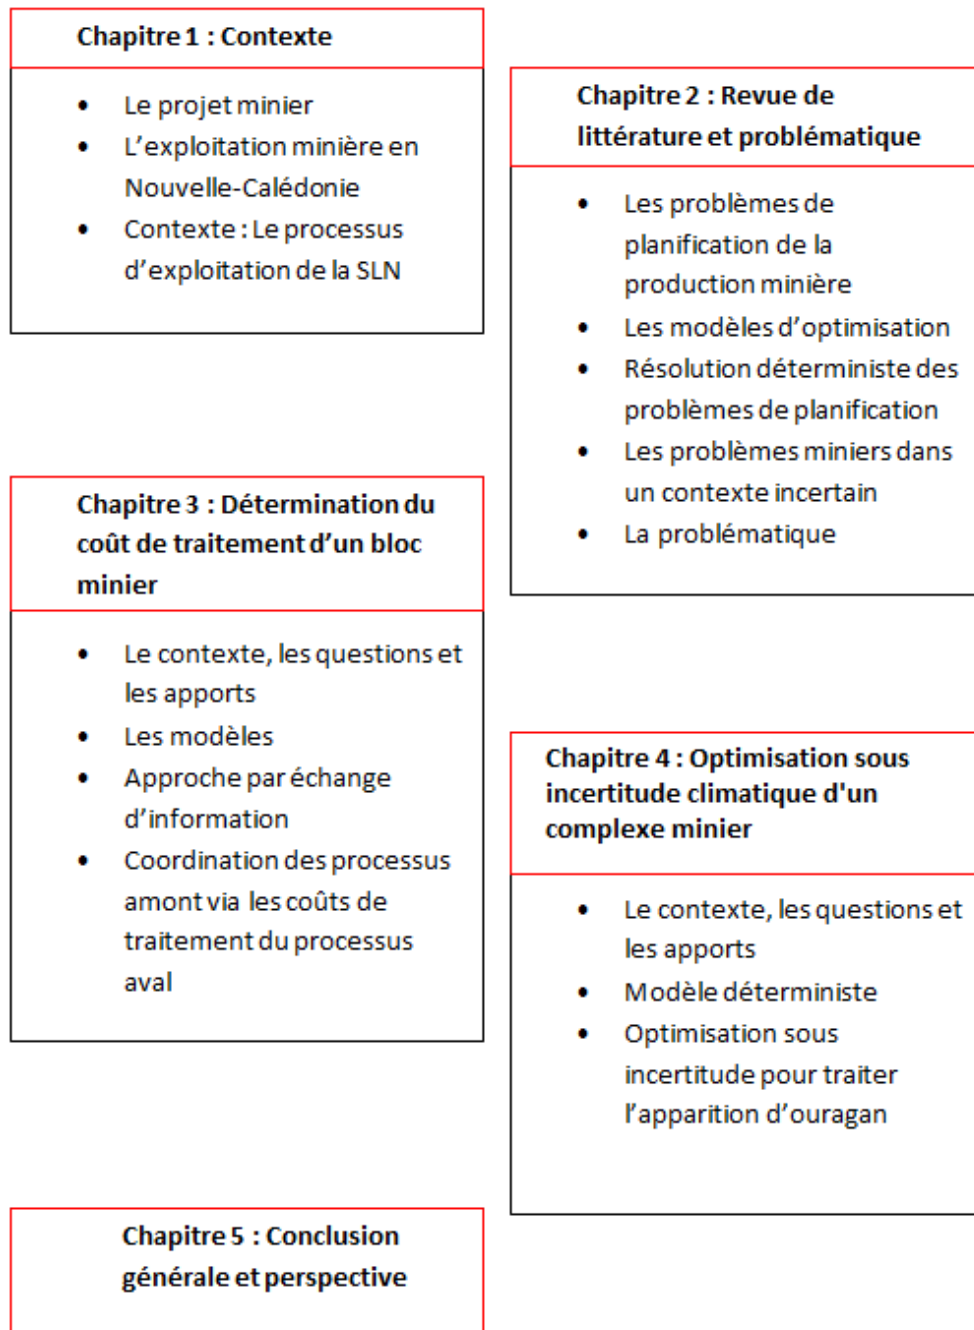 Chapitre 1 : Contexte
• Le projet minier
• L’exploitation minière en
Nouvelle-Calédonie
• Contexte : Le processus
d’exploitation de la SLN
Chapitre 2 : Revue de
littérature et problématique
• Les problèmes de
planification de la
production minière
• Les modèles d’optimisation
• Résolution déterministe des
problèmes de planification
• Les problèmes miniers dans
un contexte incertain
• La problématique
Chapitre 3 : Détermination du
coût de traitement d’un bloc
minier
• Le contexte, les questions et
les apports
• Les modèles
• Approche par échange
d’information
• Coordination des processus
amont via les coûts de
traitement du processus
aval
Chapitre 4 : Optimisation sous
incertitude climatique d'un
complexe minier
• Le contexte, les questions et
les apports
• Modèle déterministe
• Optimisation sous
incertitude pour traiter
l’apparition d’ouragan
Chapitre 5 : Conclusion
générale et perspective